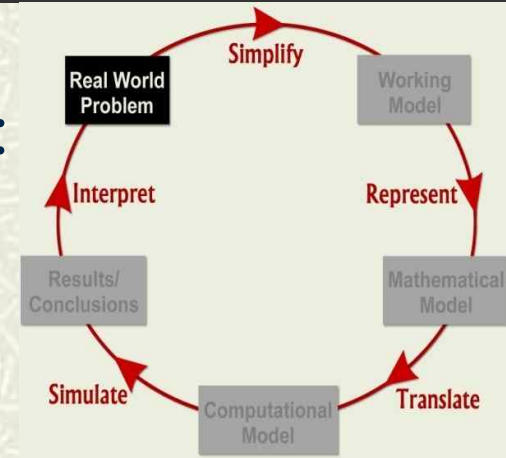 Simplify
Real World
Problem
Working
Model
:
Interpret
Represent
Results/
Conclusions
Mathematical
Model
Simulate
Translate
Computational
Model